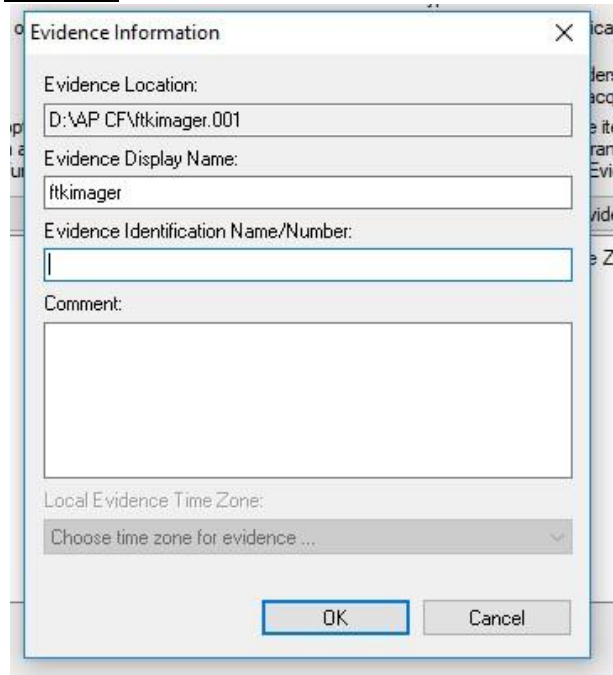 Evidence Information
Evidence Location:
D:\AP CF\ftkimager.001
Evidence Display Name:
ftkimager
Evidence Identification Name/Number:
Comment:
Local Evidence Time Zone:
Choose time zone for evidence ...
OK
Cancel